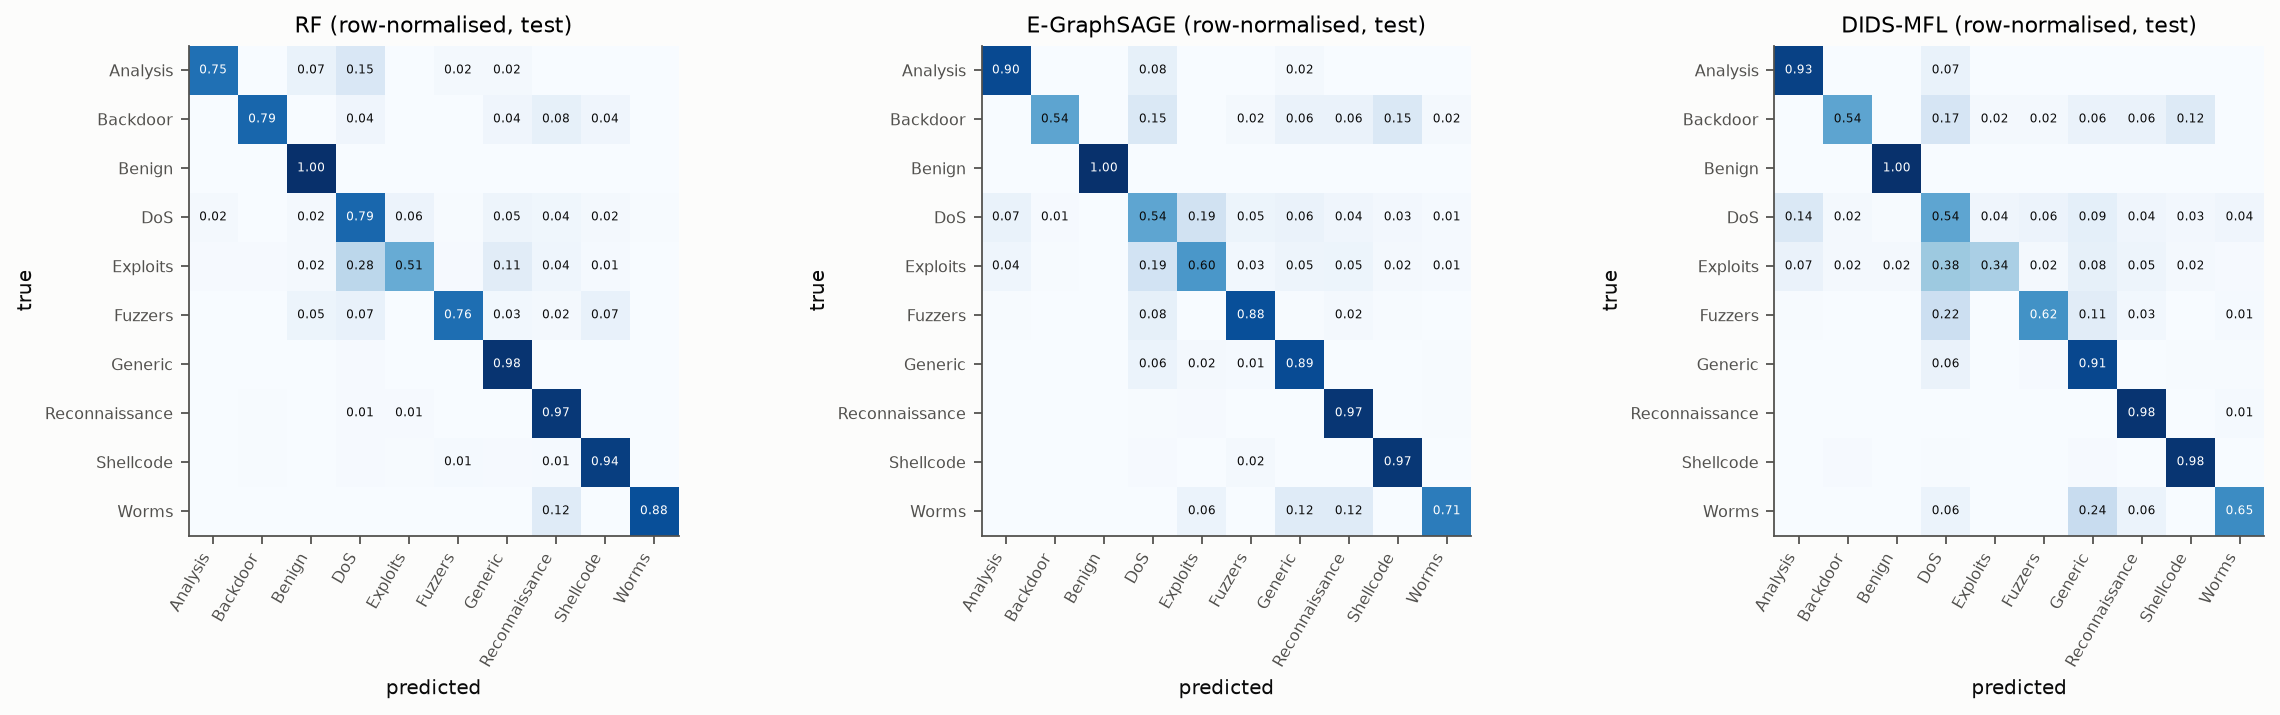 RF (row-normalised, test)
Analysis 0.75 0.07 0.15 0.02 0.02
Backdoor 0.79 0.04 0.04 0.08 0.04
Benign 1.00
DoS 0.02 0.02 0.79 0.06 0.05 0.04 0.02
Exploits 0.02 0.28 0.51 0.11 0.04 0.01
Fuzzers 0.05 0.07 0.76 0.03 0.02 0.07
Generic 0.98
Reconnaissance 0.01 0.01 0.97
Shellcode 0.01 0.01 0.94
Worms 0.12 0.88
true
Analysis Backdoor Benign DoS Exploits Fuzzers Generic Reconnaissance Shellcode Worms
predicted
E-GraphSAGE (row-normalised, test)
Analysis 0.90 0.08 0.02
Backdoor 0.54 0.15 0.02 0.06 0.06 0.15 0.02
Benign 1.00
DoS 0.07 0.01 0.54 0.19 0.05 0.06 0.04 0.03 0.01
Exploits 0.04 0.19 0.60 0.03 0.05 0.05 0.02 0.01
Fuzzers 0.08 0.88 0.02
Generic 0.06 0.02 0.01 0.89
Reconnaissance 0.97
Shellcode 0.02 0.97
Worms 0.06 0.12 0.12 0.71
true
Analysis Backdoor Benign DoS Exploits Fuzzers Generic Reconnaissance Shellcode Worms
predicted
DIDS-MFL (row-normalised, test)
Analysis 0.93 0.07
Backdoor 0.54 0.17 0.02 0.02 0.06 0.06 0.12
Benign 1.00
DoS 0.14 0.02 0.54 0.04 0.06 0.09 0.04 0.03 0.04
Exploits 0.07 0.02 0.02 0.38 0.34 0.02 0.08 0.05 0.02
Fuzzers 0.22 0.62 0.11 0.03 0.01
Generic 0.06 0.91
Reconnaissance 0.98 0.01
Shellcode 0.98
Worms 0.06 0.24 0.06 0.65
true
Analysis Backdoor Benign DoS Exploits Fuzzers Generic Reconnaissance Shellcode Worms
predicted